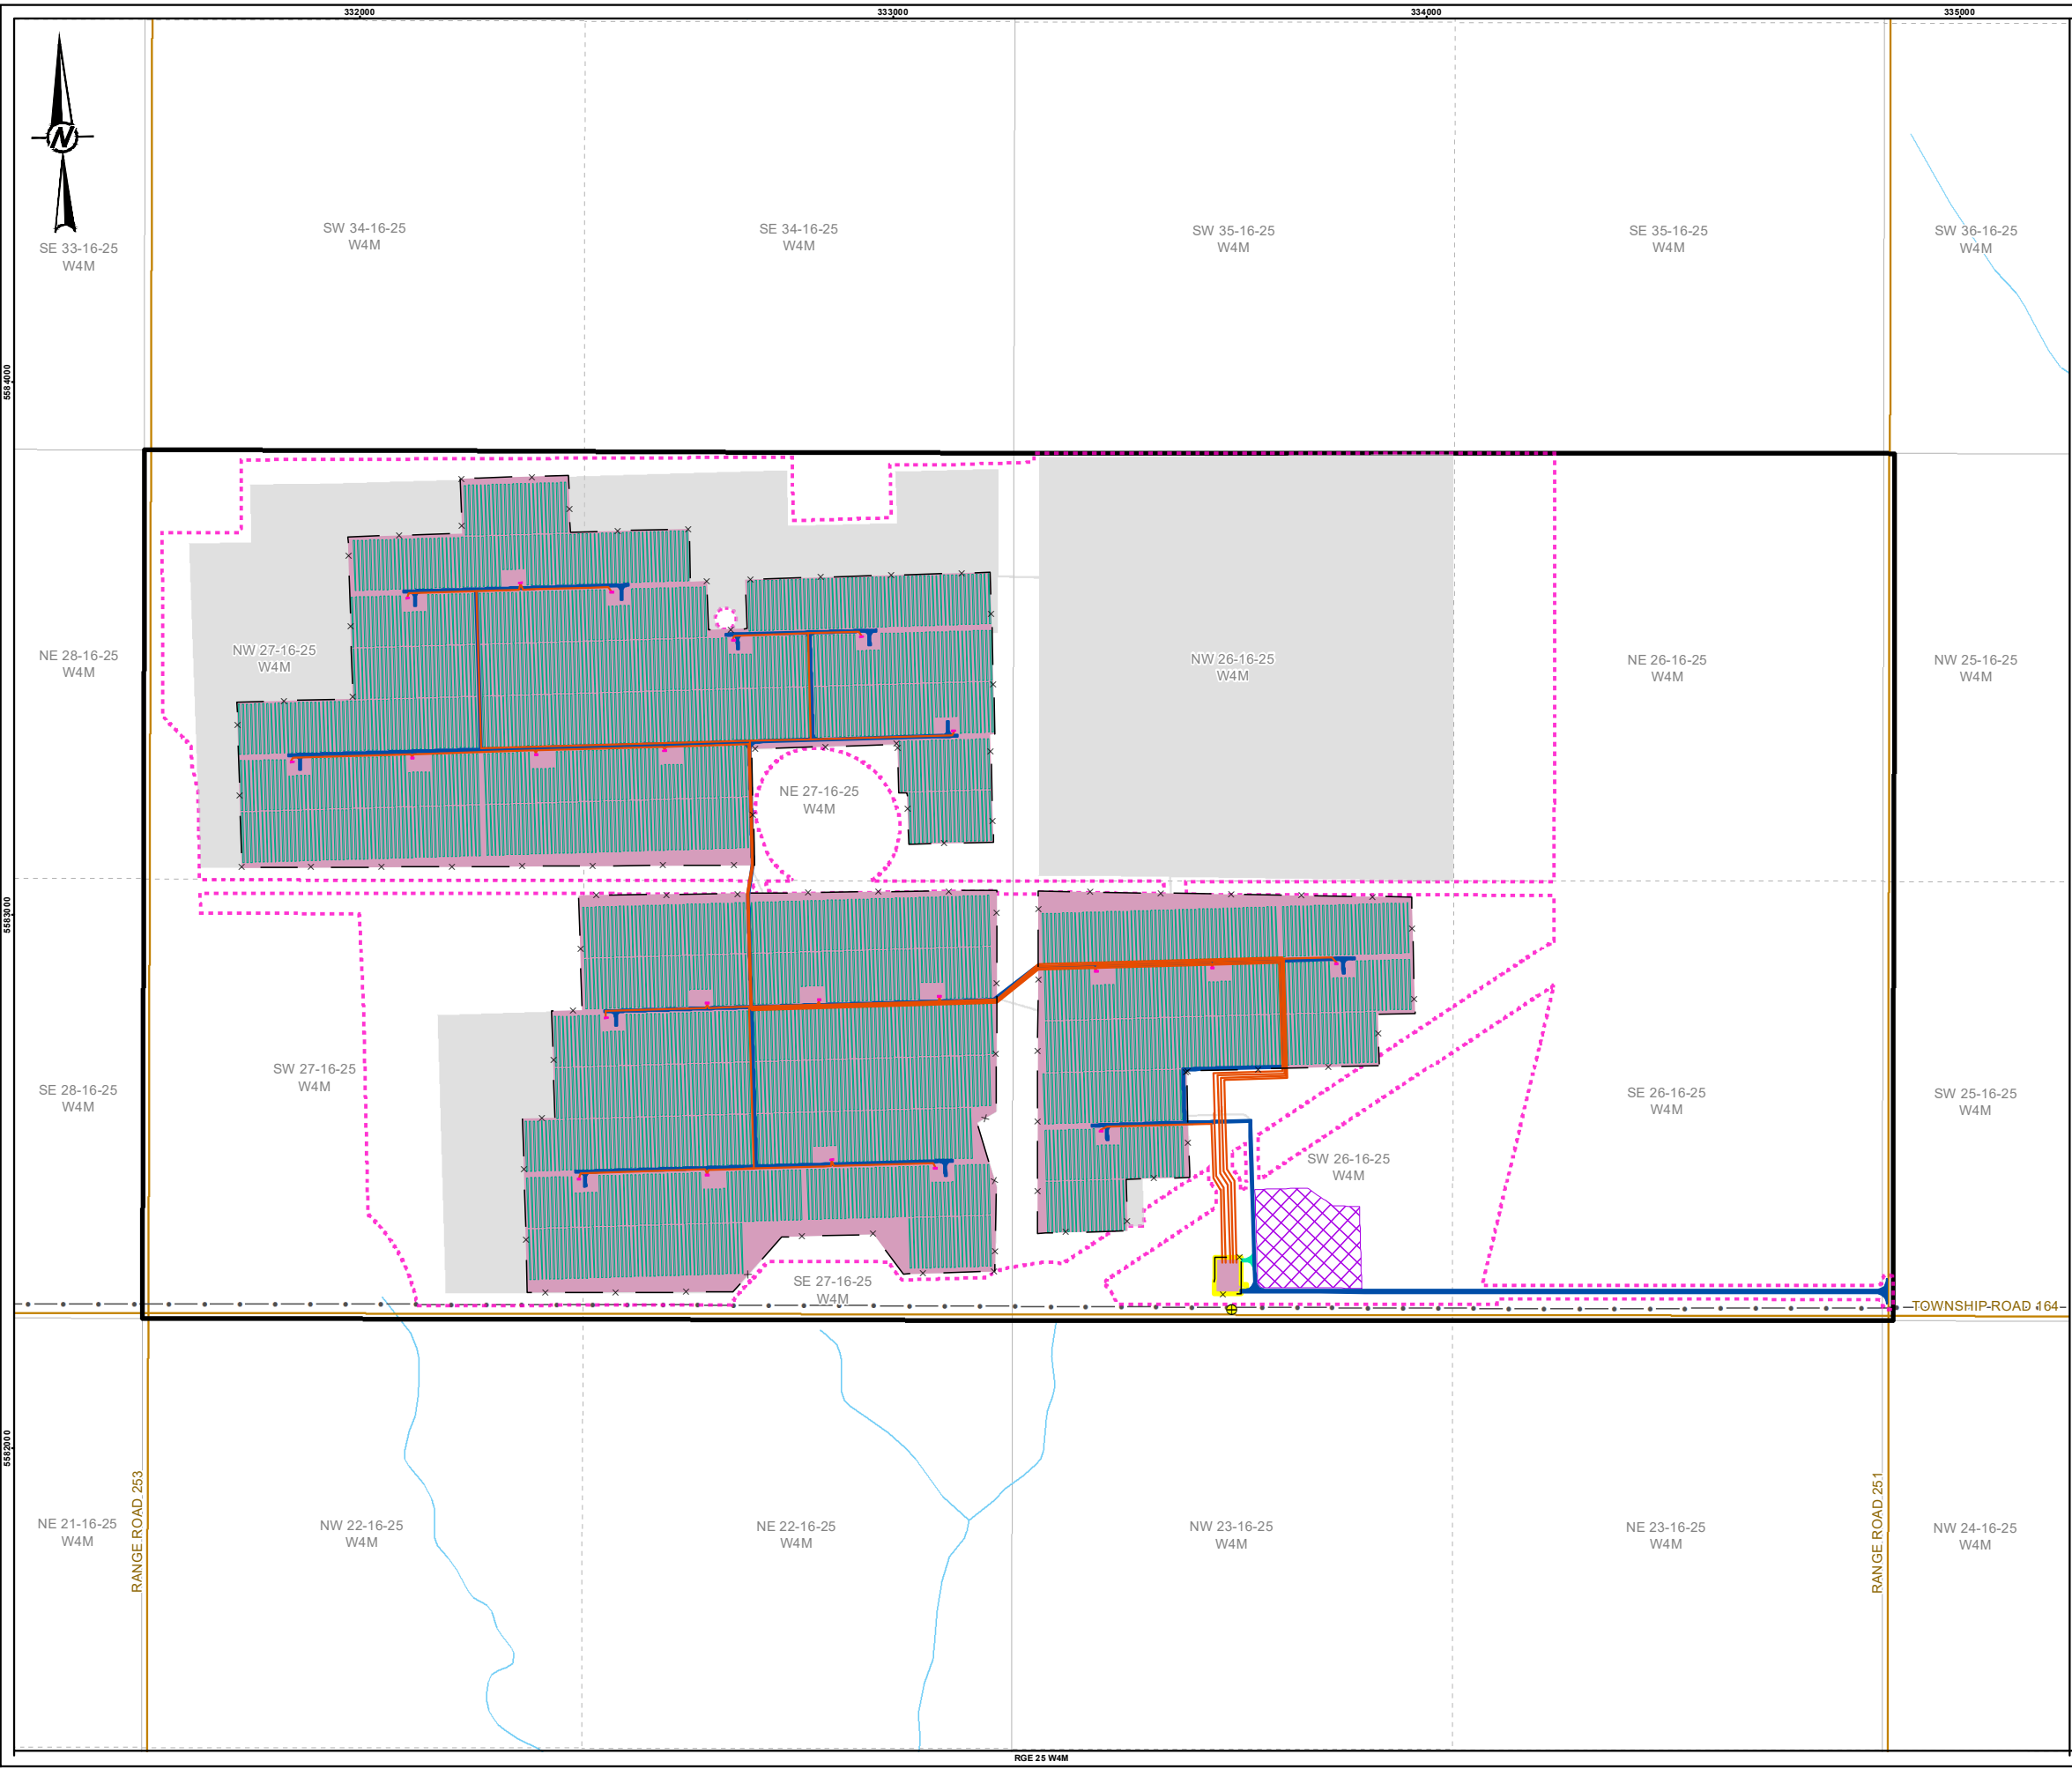 332000
333000
334000
335000
N
SE 33-16-25
W4M
SW 34-16-25
W4M
SE 34-16-25
W4M
SW 35-16-25
W4M
SE 35-16-25
W4M
SW 36-16-25
W4M
5584000
NE 28-16-25
W4M
NW 27-16-25
W4M
NW 26-16-25
W4M
NE 26-16-25
W4M
NW 25-16-25
W4M
NE 27-16-25
W4M
5583000
SE 28-16-25
W4M
SW 27-16-25
W4M
SE 26-16-25
W4M
SW 25-16-25
W4M
SW 26-16-25
W4M
SE 27-16-25
W4M
TOWNSHIP ROAD 164
5582000
RANGE ROAD 253
RANGE ROAD 251
NE 21-16-25
W4M
NW 22-16-25
W4M
NE 22-16-25
W4M
NW 23-16-25
W4M
NE 23-16-25
W4M
NW 24-16-25
W4M
RGE 25 W4M